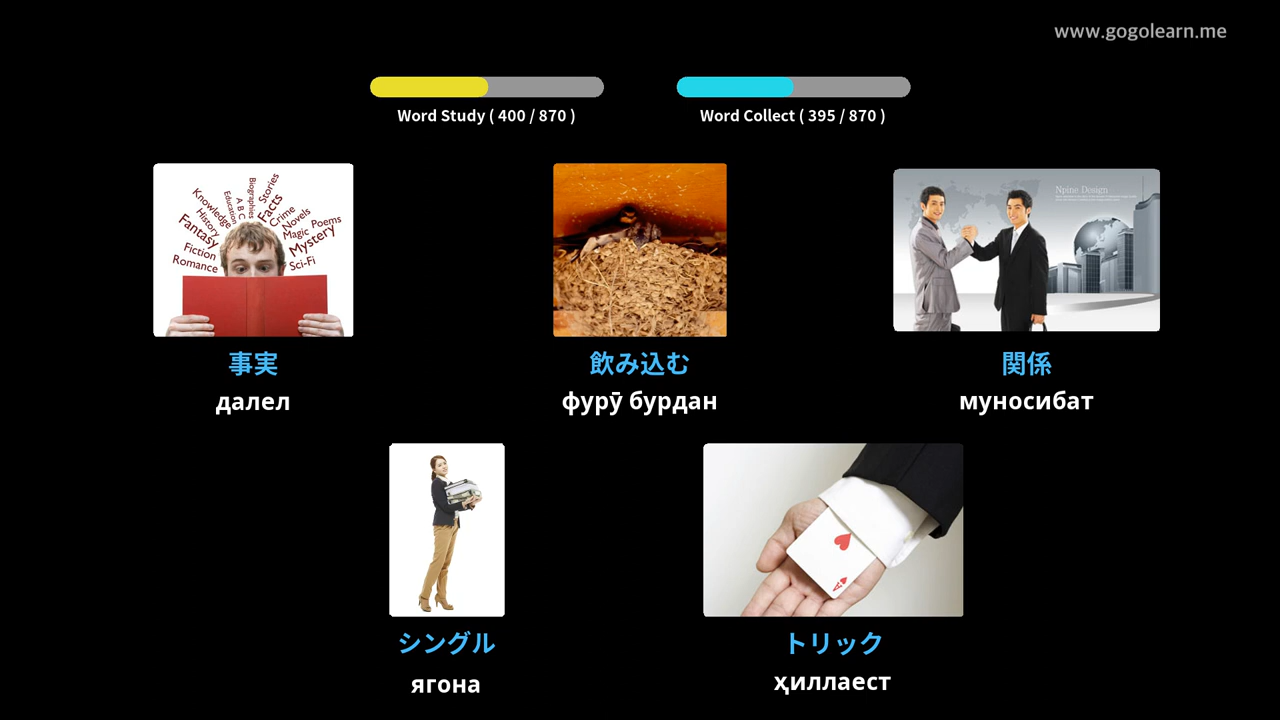 www.gogolearn.me
Word Study ( 400 / 870 )
Word Collect ( 395 / 870 )
Knowledge
History
Education
A B C
Biographies
Stories
Facts
Crime
Novels
Magic
Poems
Fantasy
Mystery
Fiction
Romance
Sci-Fi
Npine Design
事実
飲み込む
関係
далел
фурӯ бурдан
муносибат
A
シングル
トリック
ягона
ҳиллаест